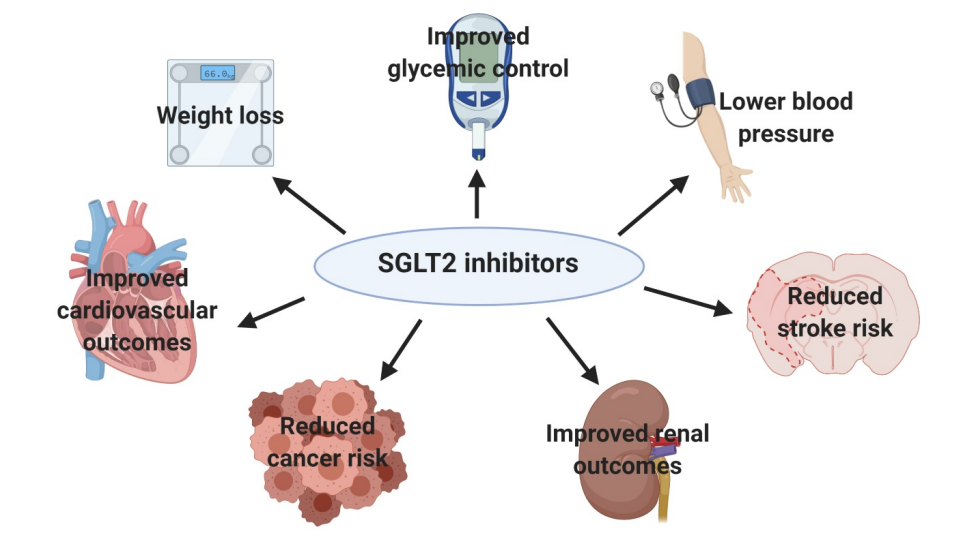 Improved
glycemic control
66.0
Weight loss
Lower blood
pressure
SGLT2 inhibitors
Improved
cardiovascular
outcomes
Reduced
stroke risk
Reduced
cancer risk
Improved renal
outcomes